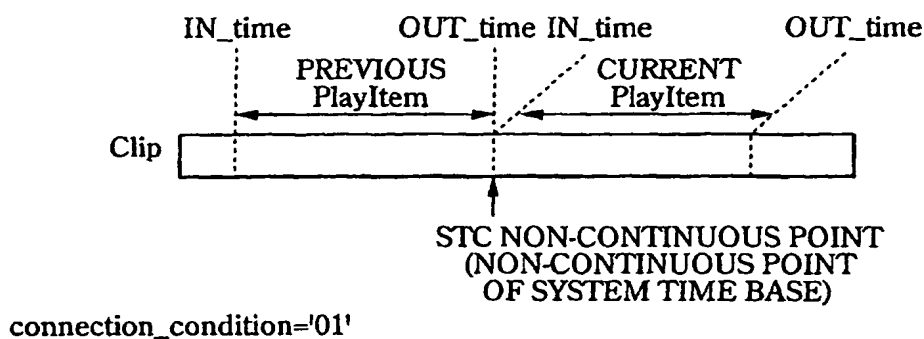 IN_time OUT_time IN_time OUT_time
PREVIOUS CURRENT
PlayItem PlayItem
Clip
STC NON-CONTINUOUS POINT
(NON-CONTINUOUS POINT
OF SYSTEM TIME BASE)
connection_condition='01'